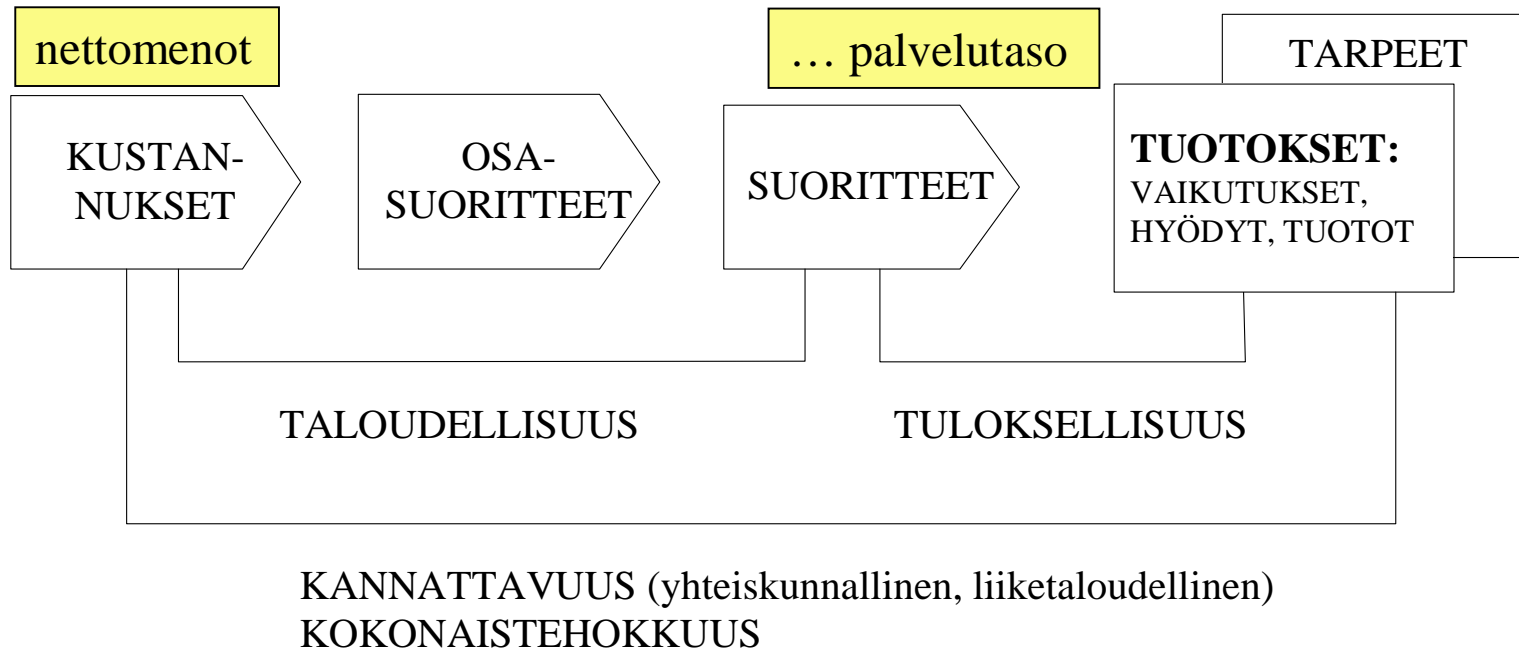 nettomenot
… palvelutaso
TARPEET
KUSTAN-
NUKSET
OSA-
SUORITTEET
SUORITTEET
TUOTOKSET:
VAIKUTUKSET,
HYÖDYT, TUOTOT
TALOUDELLISUUS
TULOKSELLISUUS
KANNATTAVUUS (yhteiskunnallinen, liiketaloudellinen)
KOKONAISTEHOKKUUS